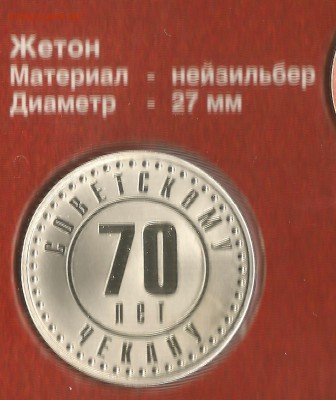 Жетон
Материал - нейзильбер
Диаметр - 27 мм
СОВЕТСКОМУ
70
ЛЕТ
ЧЕКАНУ